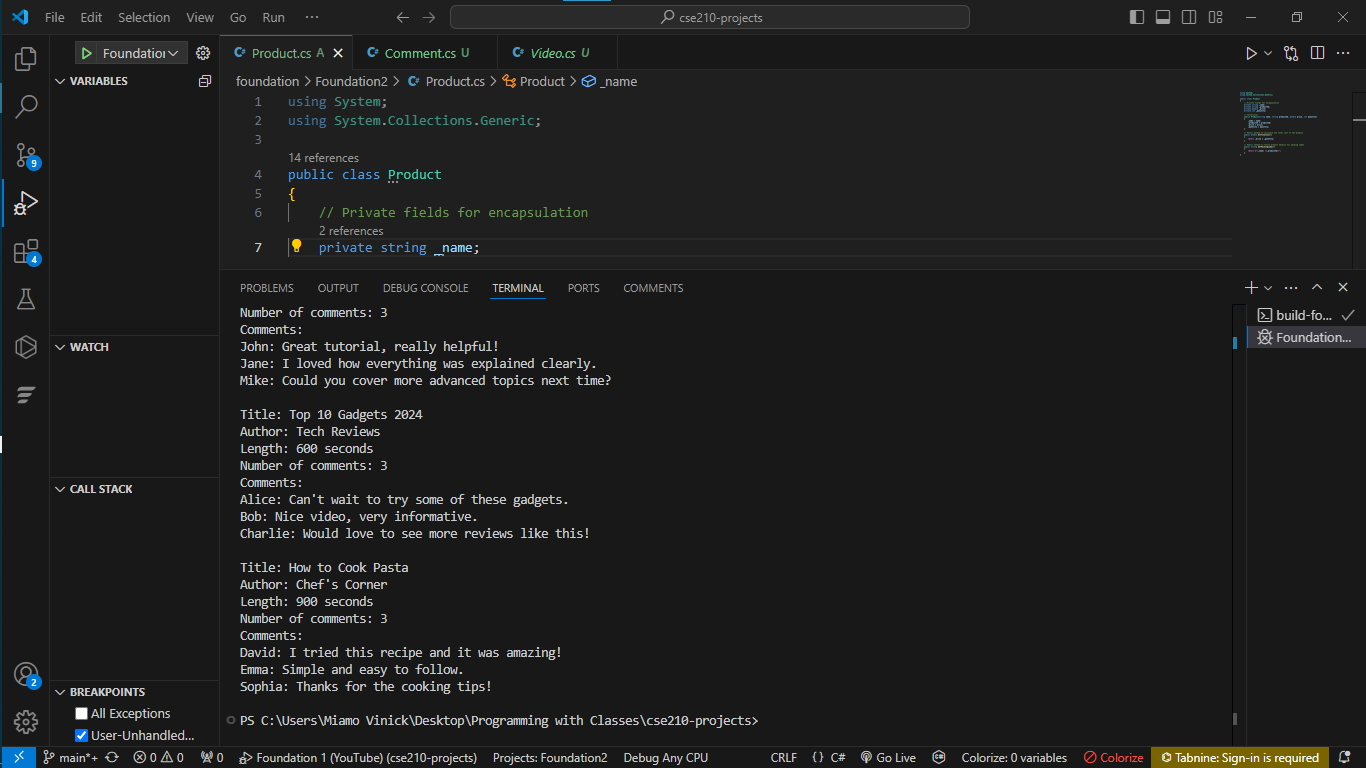 File Edit Selection View Go Run ··· cse210-projects
Foundation
Product.cs A Comment.cs U Video.cs U
VARIABLES
foundation > Foundation2 > Product.cs > Product > _name
1 using System;
2 using System.Collections.Generic;
3
14 references
4 public class Product
5 {
6 // Private fields for encapsulation
2 references
7 private string _name;
9
4
PROBLEMS OUTPUT DEBUG CONSOLE TERMINAL PORTS COMMENTS
build-fo...
Foundation...
Number of comments: 3
Comments:
John: Great tutorial, really helpful!
Jane: I loved how everything was explained clearly.
Mike: Could you cover more advanced topics next time?
WATCH
Title: Top 10 Gadgets 2024
Author: Tech Reviews
Length: 600 seconds
Number of comments: 3
Comments:
CALL STACK
Alice: Can't wait to try some of these gadgets.
Bob: Nice video, very informative.
Charlie: Would love to see more reviews like this!
Title: How to Cook Pasta
Author: Chef's Corner
Length: 900 seconds
Number of comments: 3
Comments:
David: I tried this recipe and it was amazing!
Emma: Simple and easy to follow.
Sophia: Thanks for the cooking tips!
2
BREAKPOINTS
All Exceptions
User-Unhandled...
PS C:\Users\Miamo Vinick\Desktop\Programming with Classes\cse210-projects>
main*+ 0 0 0 Foundation 1 (YouTube) (cse210-projects) Projects: Foundation2 Debug Any CPU CRLF {} C# Go Live Colorize: 0 variables Colorize Tabnine: Sign-in is required